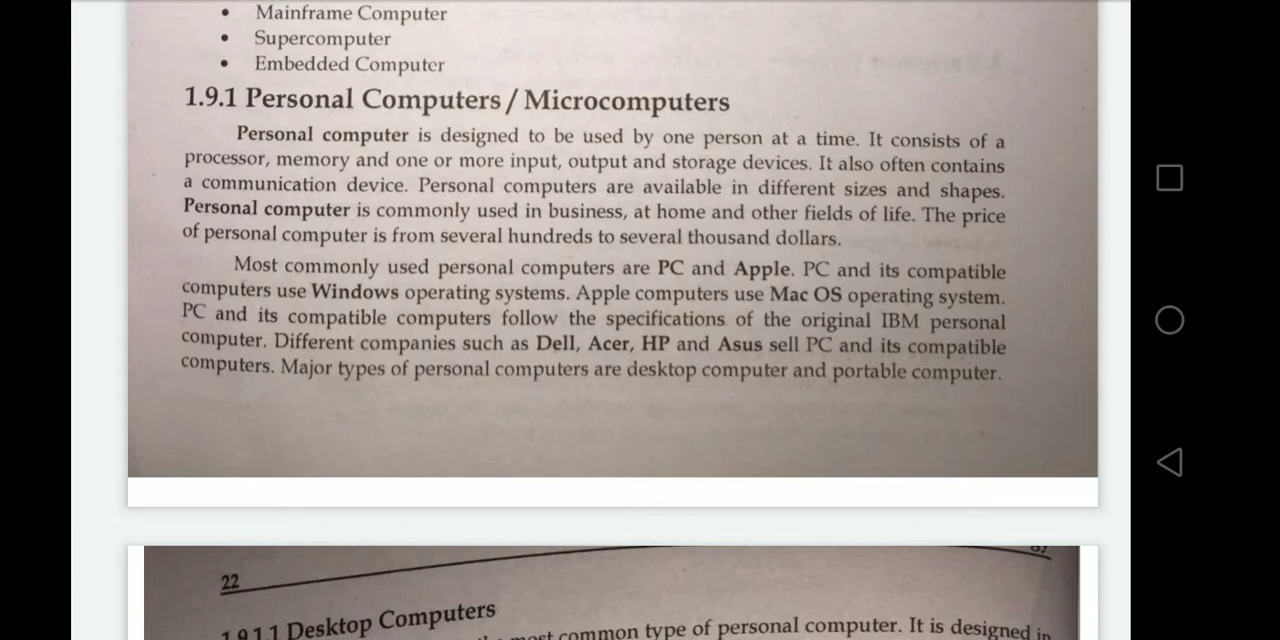 • Mainframe Computer
• Supercomputer
• Embedded Computer
1.9.1 Personal Computers / Microcomputers
Personal computer is designed to be used by one person at a time. It consists of a
processor, memory and one or more input, output and storage devices. It also often contains
a communication device. Personal computers are available in different sizes and shapes.
Personal computer is commonly used in business, at home and other fields of life. The price
of personal computer is from several hundreds to several thousand dollars.
Most commonly used personal computers are PC and Apple. PC and its compatible
computers use Windows operating systems. Apple computers use Mac OS operating system.
PC and its compatible computers follow the specifications of the original IBM personal
computer. Different companies such as Dell, Acer, HP and Asus sell PC and its compatible
computers. Major types of personal computers are desktop computer and portable computer.
22
1.9.1.1 Desktop Computers
most common type of personal computer. It is designed in